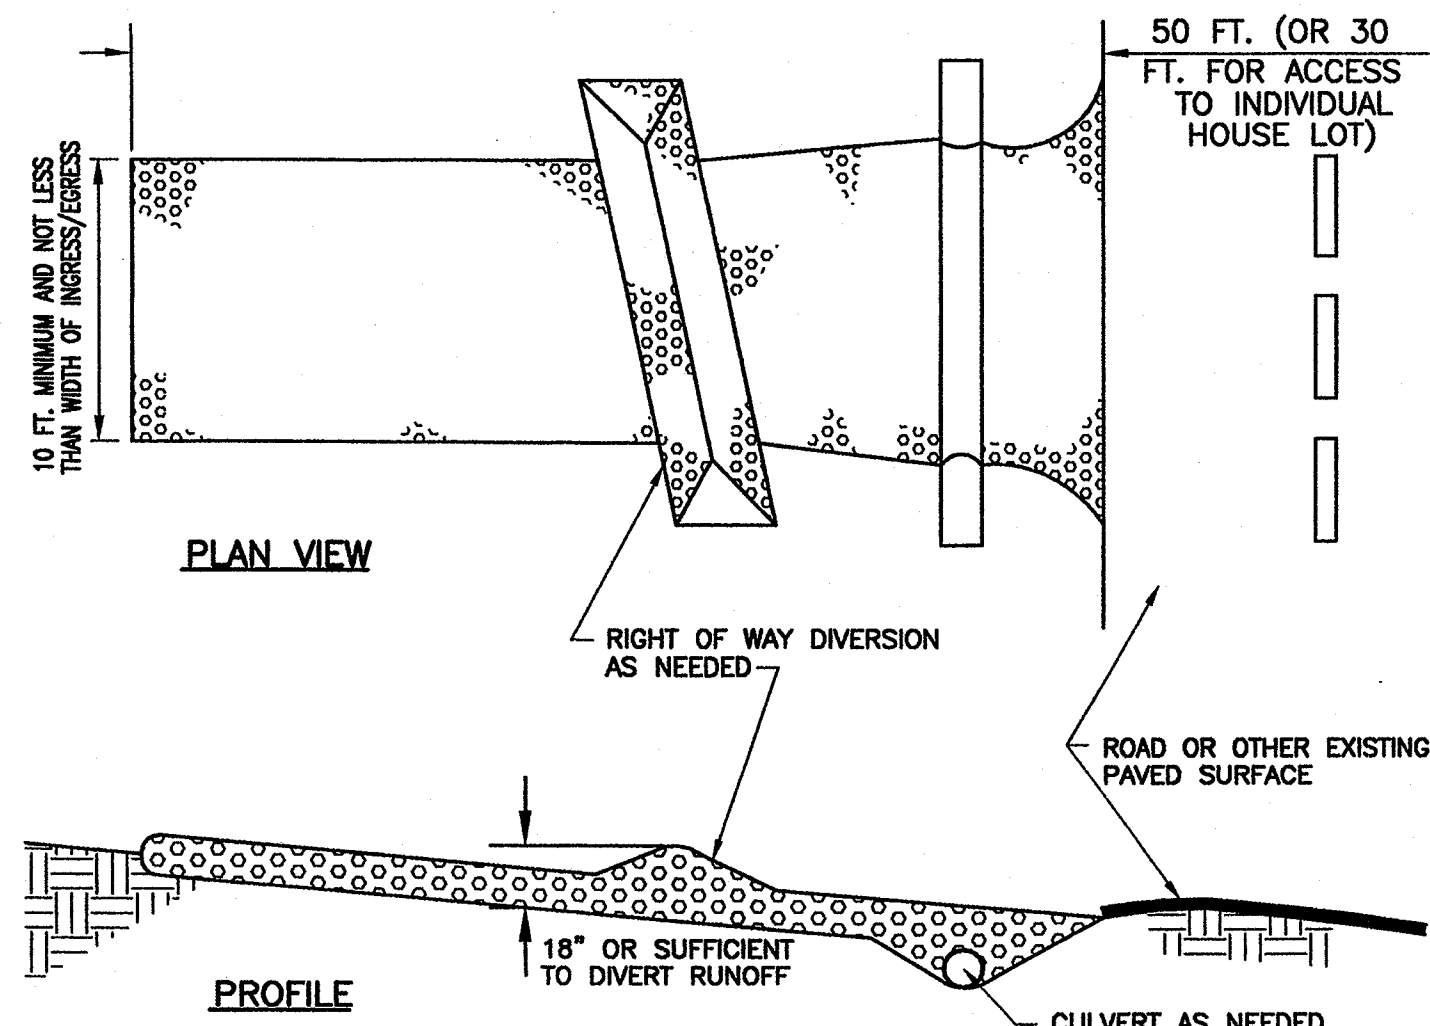 50 FT. (OR 30
FT. FOR ACCESS
TO INDIVIDUAL
HOUSE LOT)
10 FT. MINIMUM AND NOT LESS
THAN WIDTH OF INGRESS/EGRESS
PLAN VIEW
RIGHT OF WAY DIVERSION
AS NEEDED
ROAD OR OTHER EXISTING
PAVED SURFACE
18" OR SUFFICIENT
TO DIVERT RUNOFF
PROFILE
CULVERT AS NEEDED